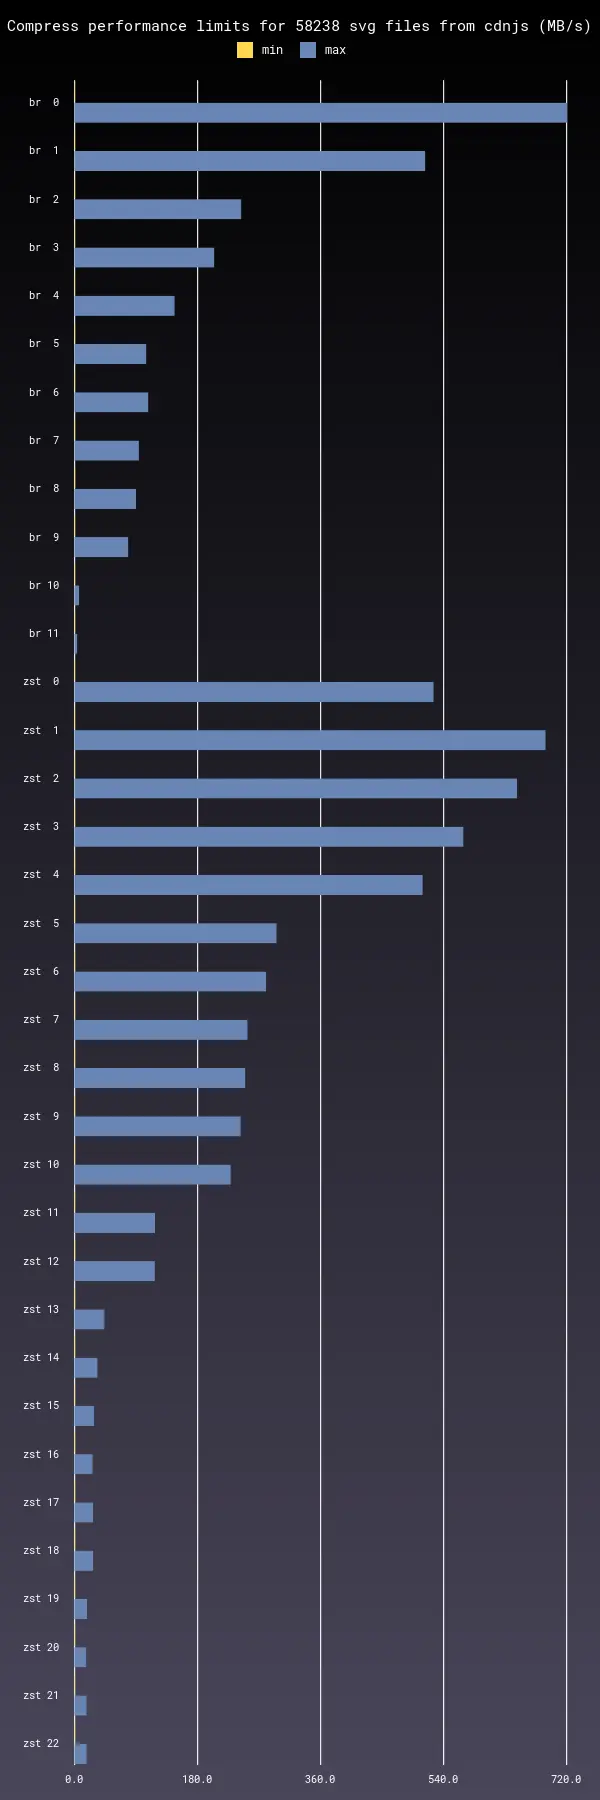 Compress performance limits for 58238 svg files from cdnjs (MB/s)
min max
br 0
br 1
br 2
br 3
br 4
br 5
br 6
br 7
br 8
br 9
br 10
br 11
zst 0
zst 1
zst 2
zst 3
zst 4
zst 5
zst 6
zst 7
zst 8
zst 9
zst 10
zst 11
zst 12
zst 13
zst 14
zst 15
zst 16
zst 17
zst 18
zst 19
zst 20
zst 21
zst 22
0.0 180.0 360.0 540.0 720.0